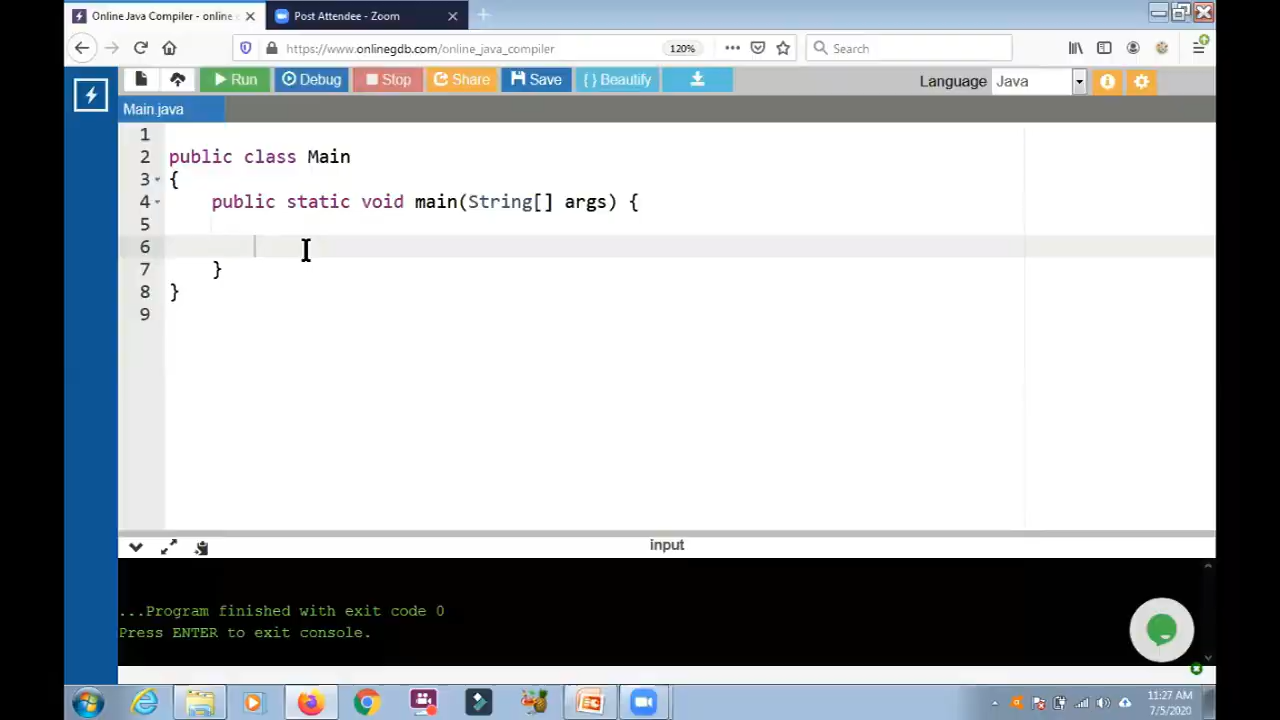 Online Java Compiler - online
Post Attendee - Zoom
https://www.onlinegdb.com/online_java_compiler
120%
Search
Run
Debug
Stop
Share
Save
{ } Beautify
Language Java
Main.java
1
2 public class Main
3 {
4 public static void main(String[] args) {
5
6
7 }
8 }
9
input
...Program finished with exit code 0
Press ENTER to exit console.
11:27 AM
7/5/2020